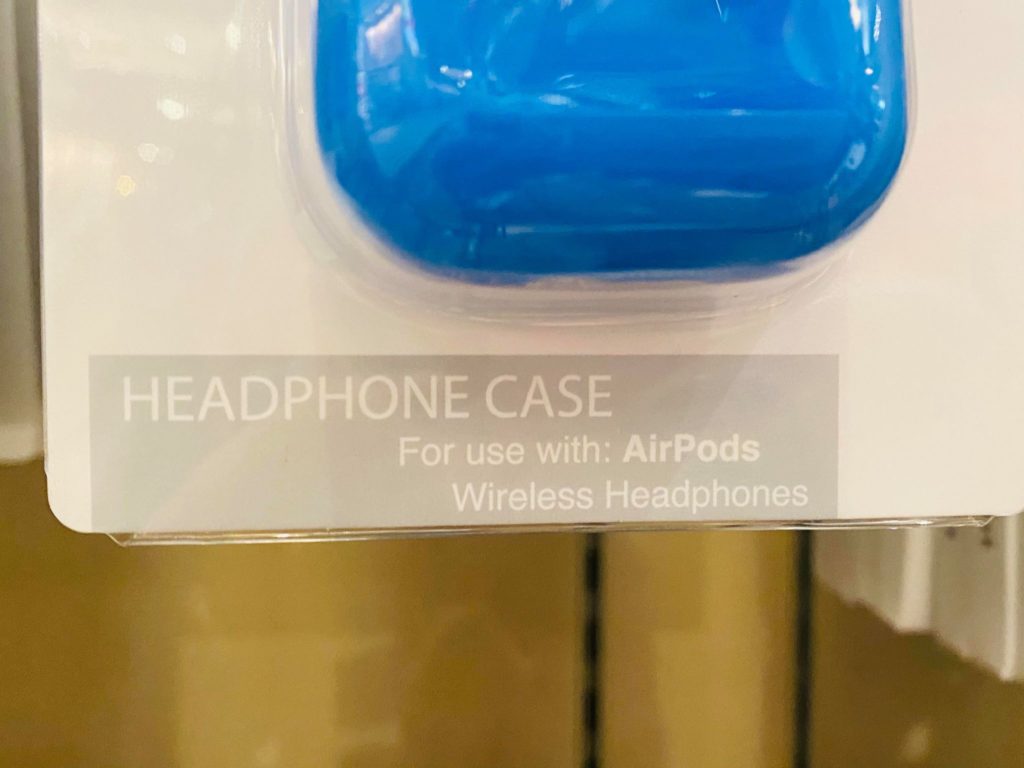 HEADPHONE CASE
For use with: AirPods
Wireless Headphones